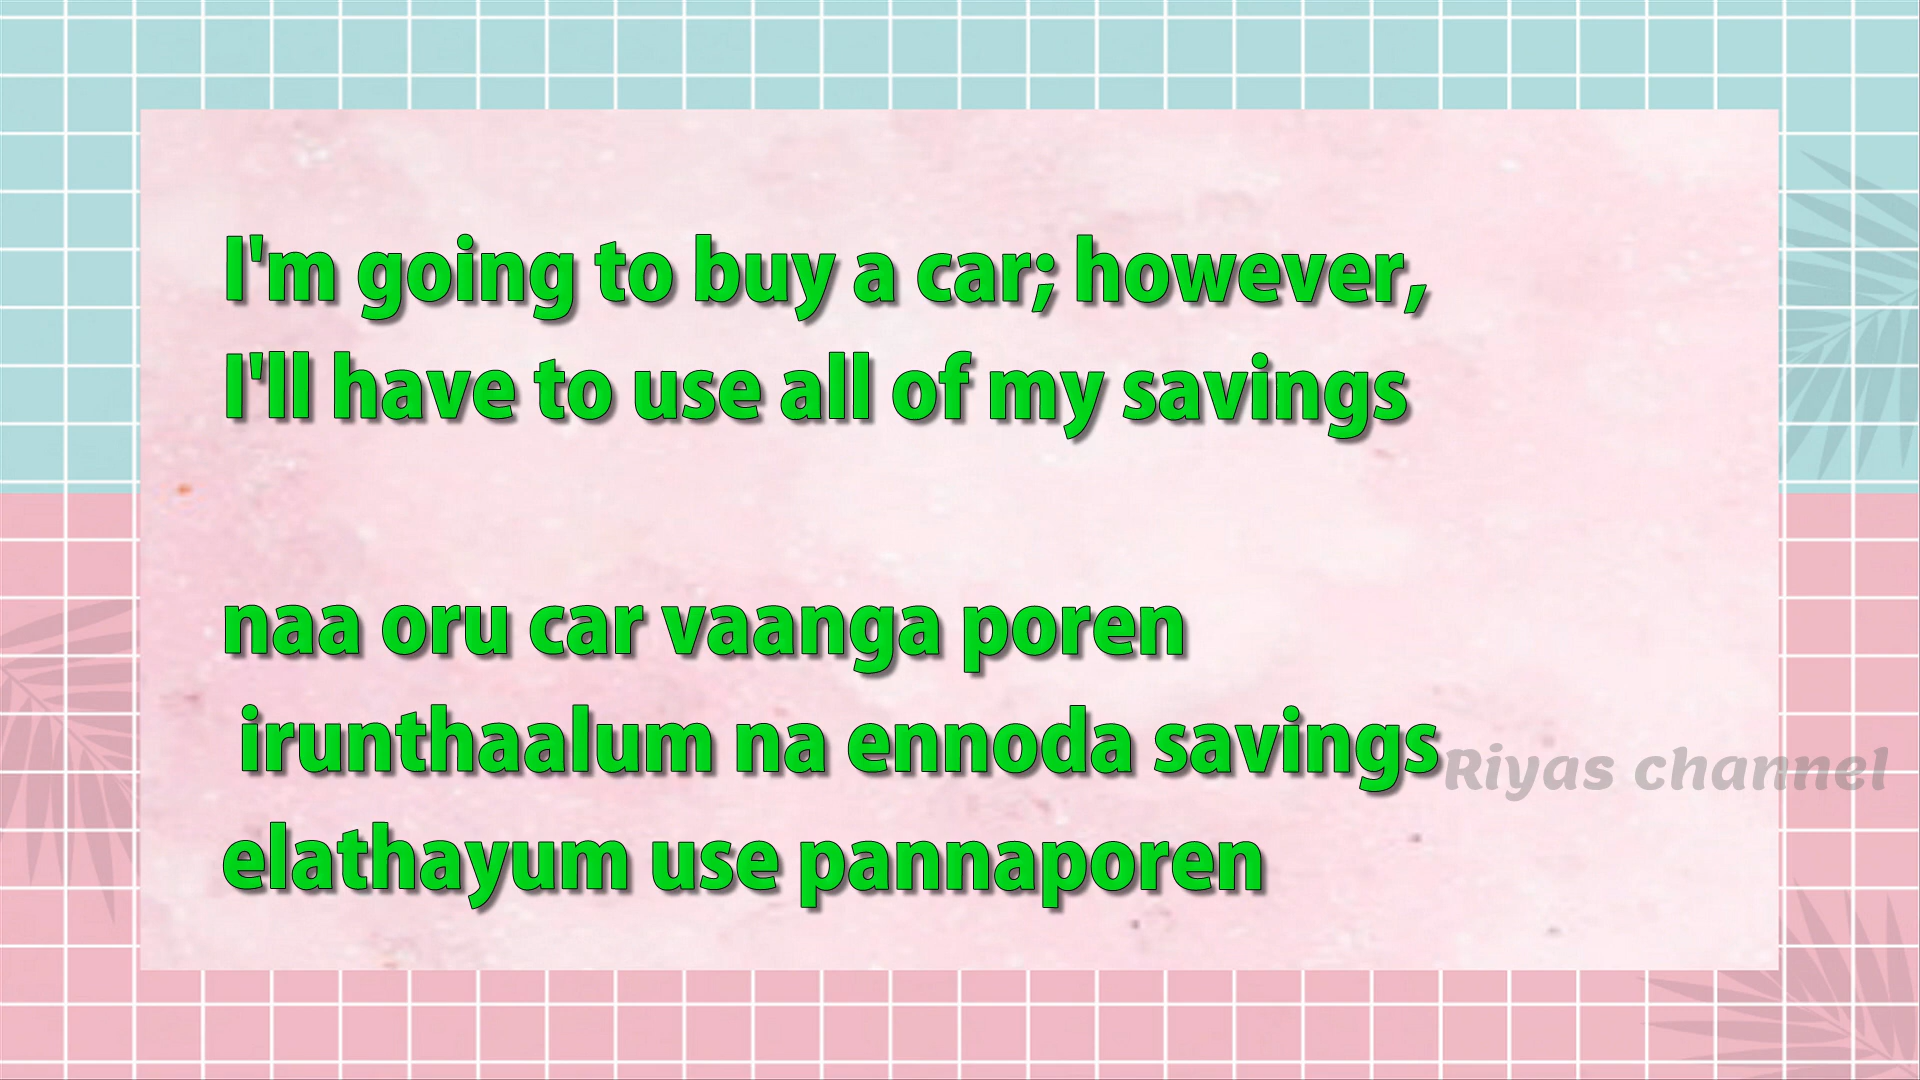 I'm going to buy a car; however,
I'll have to use all of my savings
naa oru car vaanga poren
irunthaalum na ennoda savings
elathayum use pannaporen
Riyas channel